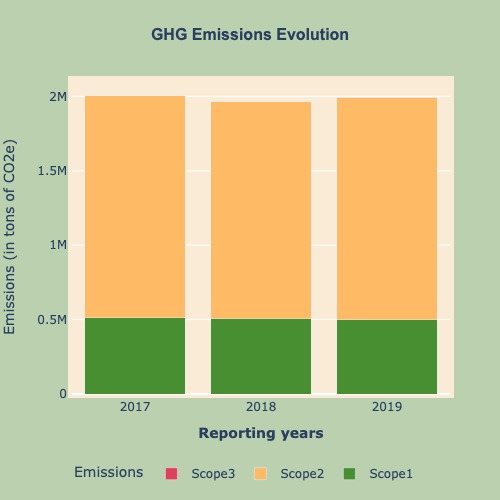 GHG Emissions Evolution
Emissions (in tons of CO2e)
2M
1.5M
1M
0.5M
0
2017 2018 2019
Reporting years
Emissions Scope3 Scope2 Scope1